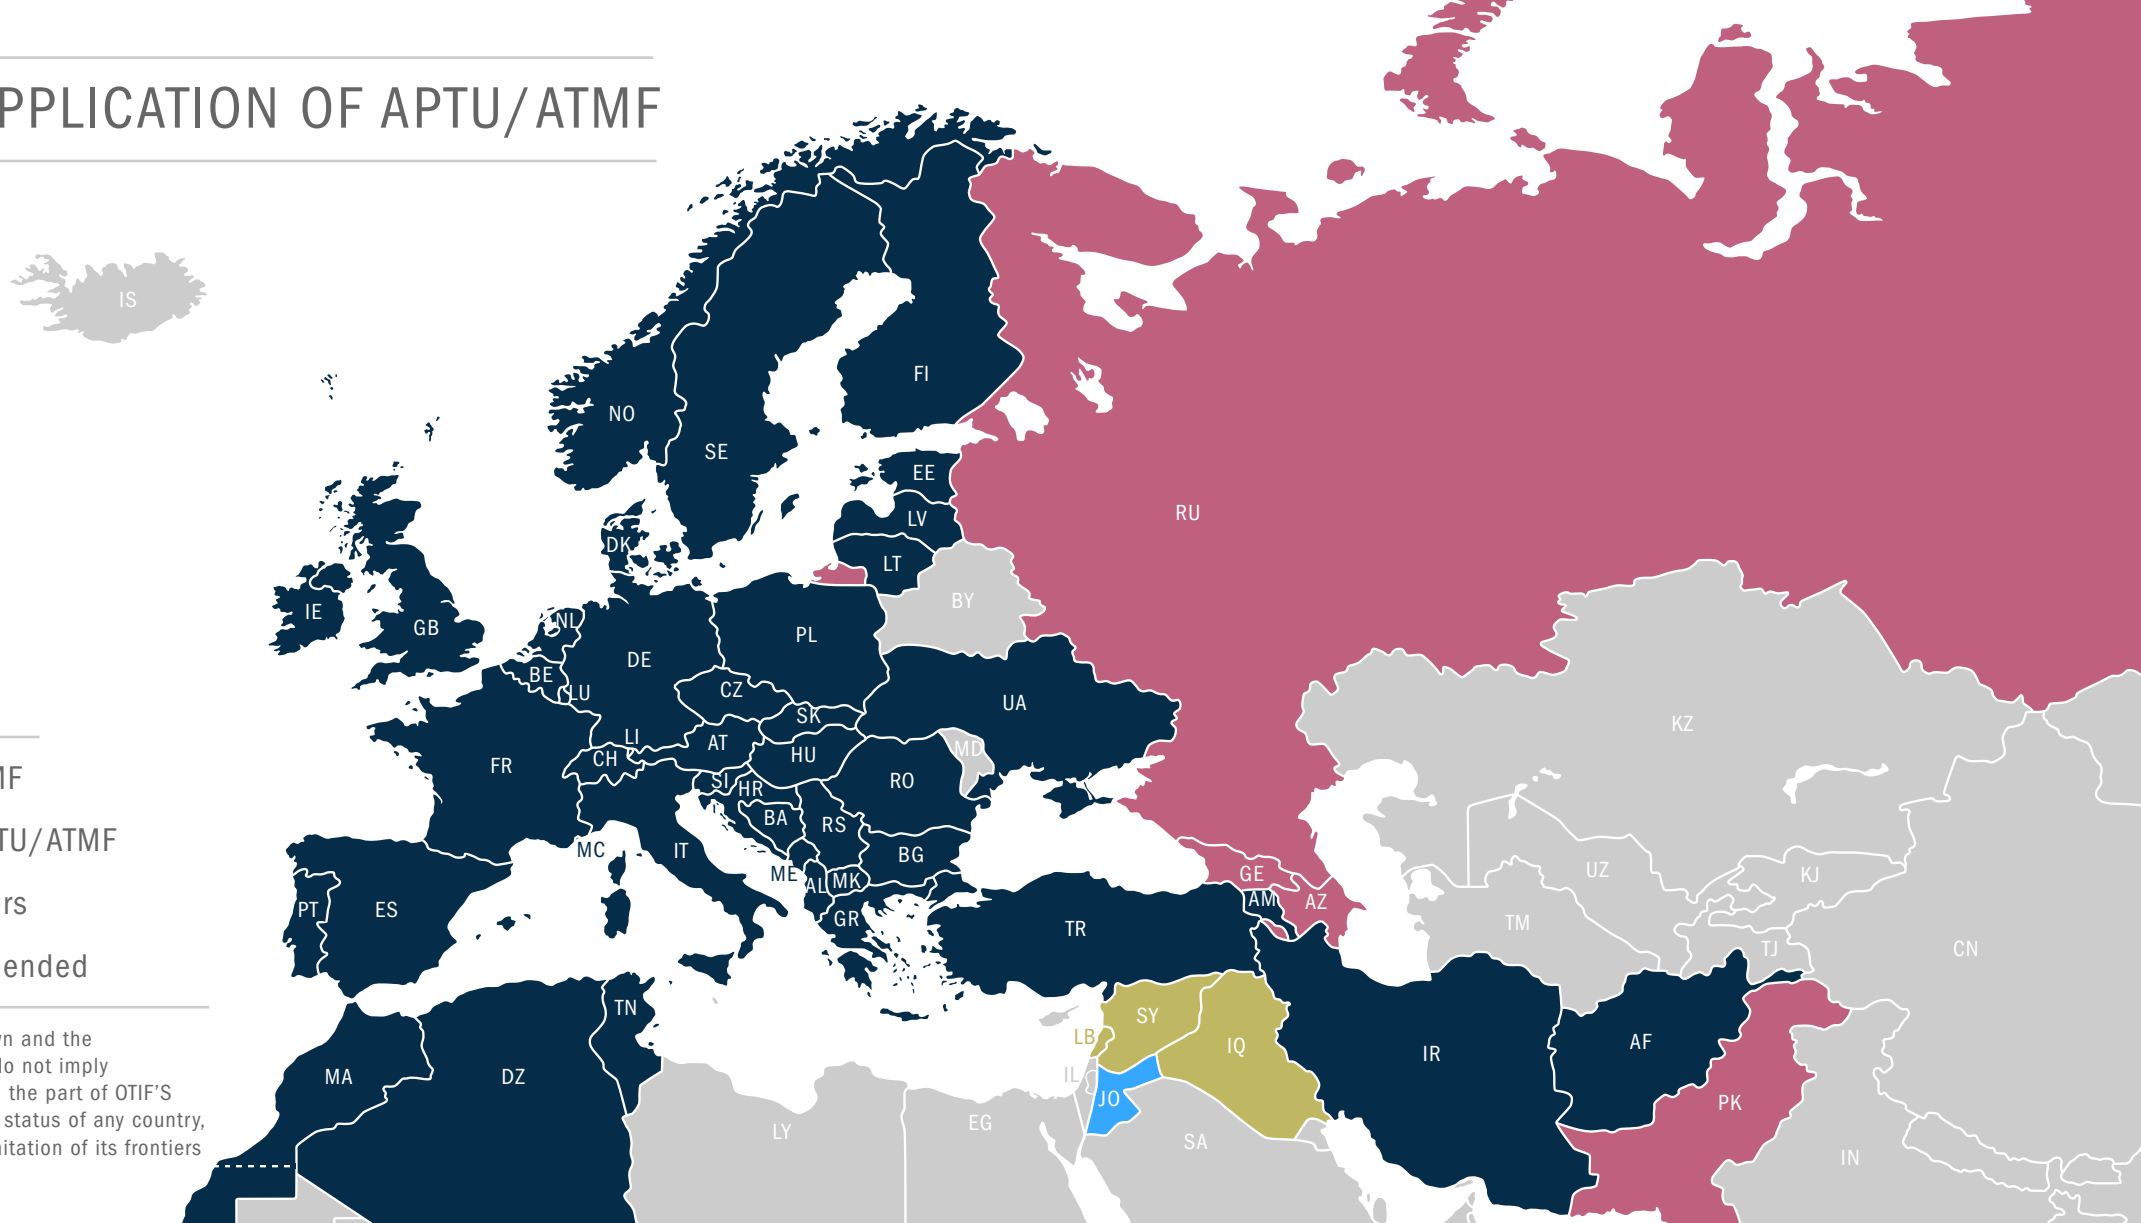 PPLICATION OF APTU/ATMF
IS
FI
NO
SE
EE
LV
RU
DK
LT
BY
IE
NL
GB
PL
DE
BE
LU
CZ
UA
SK
KZ
LI
AT
MD
CH
HU
FR
SI
HR
RO
MF
BA
RS
TU/ATMF
MC
IT
BG
ME
AL
MK
GE
UZ
KJ
rs
PT
ES
AM
AZ
GR
TR
TM
TJ
CN
ended
TN
SY
LB
IQ
AF
wn and the
IR
do not imply
MA
DZ
IL
the part of OTIF'S
JO
PK
status of any country,
LY
EG
SA
itation of its frontiers
IN